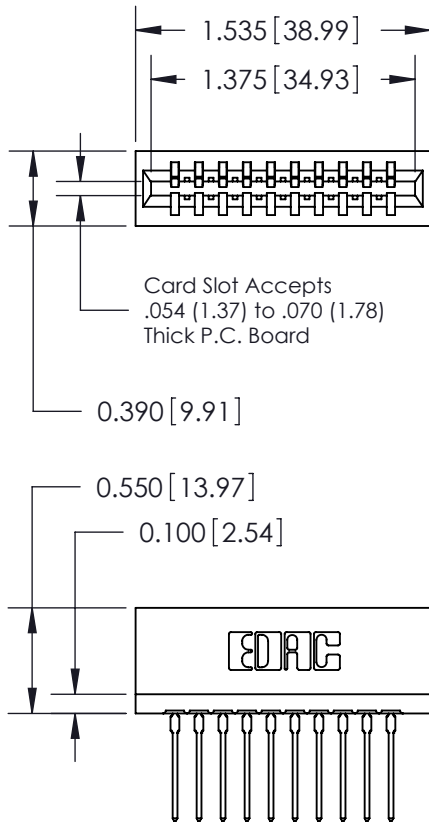 1.535 [38.99]
1.375 [34.93]
Card Slot Accepts
.054 (1.37) to .070 (1.78)
Thick P.C. Board
0.390 [9.91]
0.550 [13.97]
0.100 [2.54]
EDAC